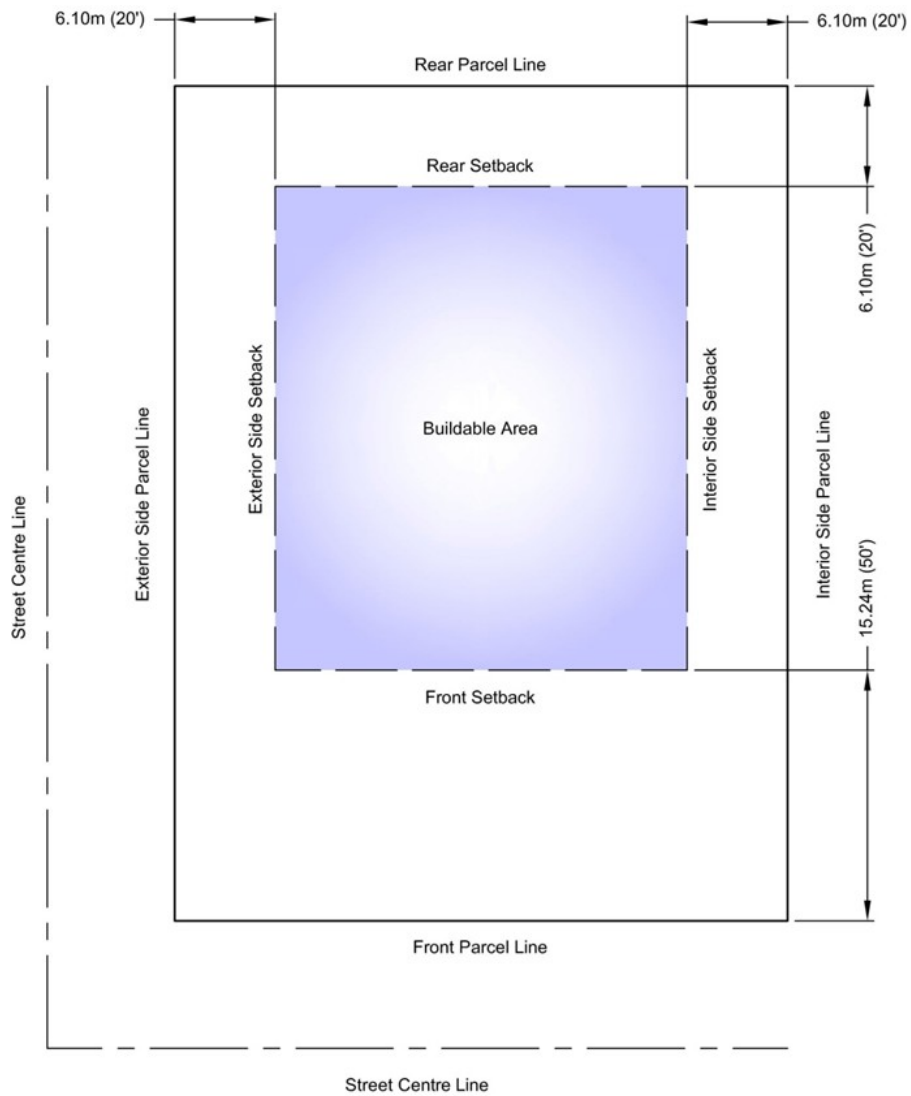 6.10m (20')
6.10m (20')
Rear Parcel Line
Rear Setback
6.10m (20')
Exterior Side Setback
Interior Side Setback
Buildable Area
Exterior Side Parcel Line
Interior Side Parcel Line
Street Centre Line
15.24m (50')
Front Setback
Front Parcel Line
Street Centre Line